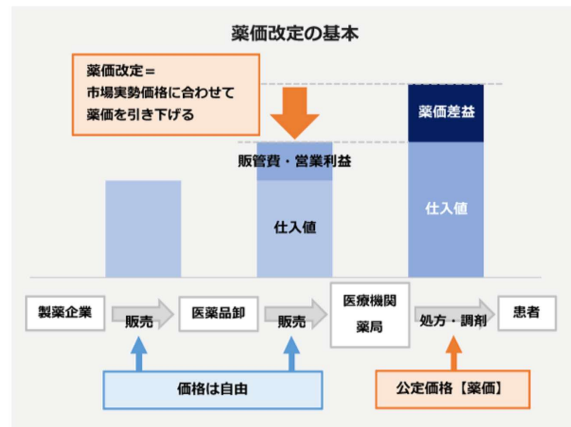 薬価改定の基本
薬価改定＝
市場実勢価格に合わせて
薬価を引き下げる
薬価差益
販管費・営業利益
仕入値
仕入値
製薬企業
販売
医薬品卸
販売
医療機関
薬局
処方・調剤
患者
価格は自由
公定価格【薬価】